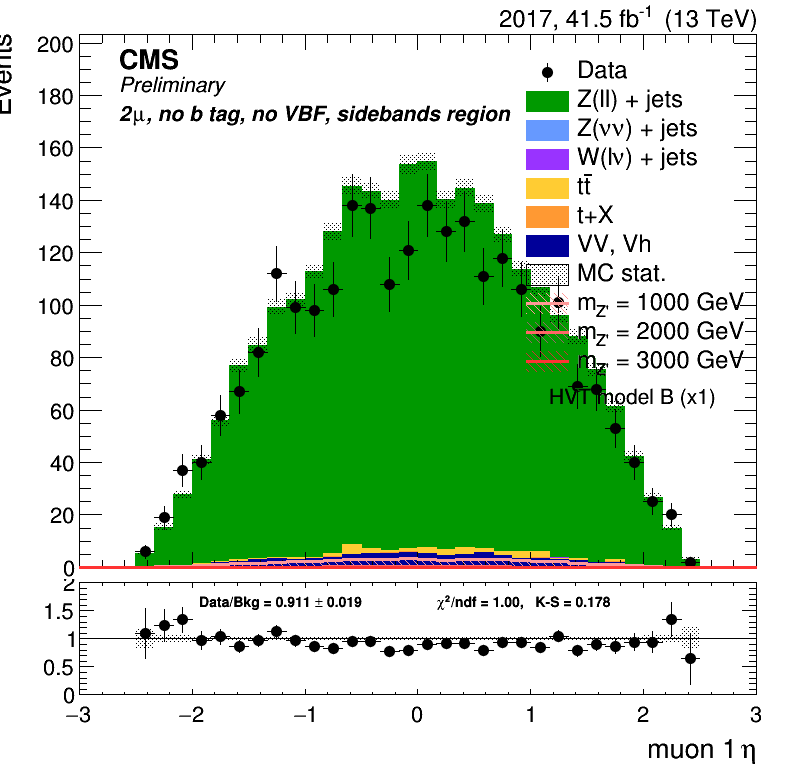 2017, 41.5 fb⁻¹ (13 TeV)
Events
CMS
Preliminary
2μ, no b tag, no VBF, sidebands region
Data
Z(ll) + jets
Z(νν) + jets
W(lν) + jets
tt̄
t+X
VV, Vh
MC stat.
m_Z' = 1000 GeV
m_Z' = 2000 GeV
m_Z' = 3000 GeV
HVT model B (x1)
200
180
160
140
120
100
80
60
40
20
0
2
1.5
1
0.5
0
Data/Bkg = 0.911 ± 0.019 χ²/ndf = 1.00, K-S = 0.178
−3 −2 −1 0 1 2 3
muon 1 η